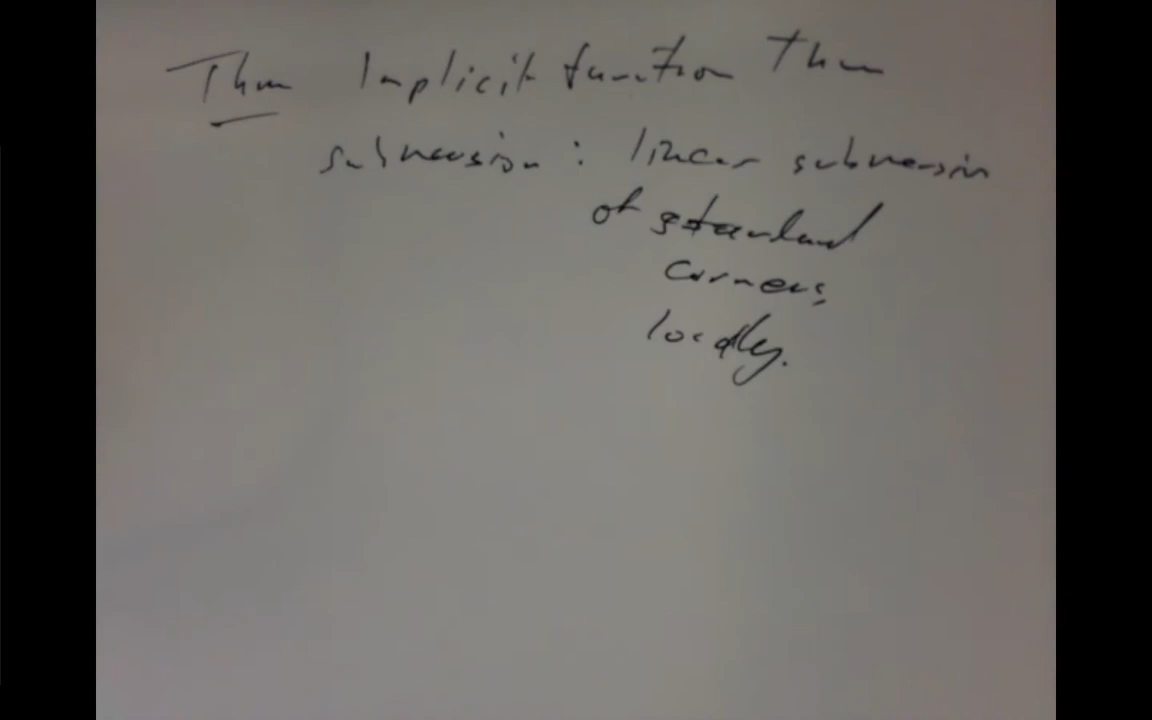 Thm Implicit function Thm
submersion : linear submersion
of standard
corners,
locally.